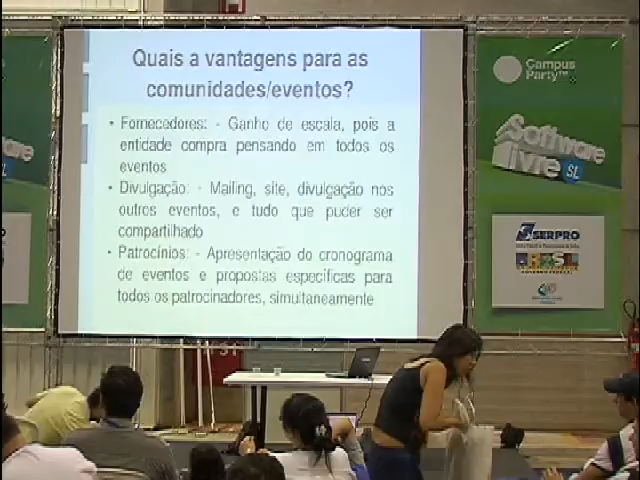 Quais a vantagens para as
comunidades/eventos?
• Fornecedores: - Ganho de escala, pois a
entidade compra pensando em todos os
eventos
• Divulgação: - Mailing, site, divulgação nos
outros eventos, e tudo que puder ser
compartilhado
• Patrocínios: - Apresentação do cronograma
de eventos e propostas específicas para
todos os patrocinadores, simultaneamente
Campus
Party
Software
livre SL
SERPRO
BRASIL